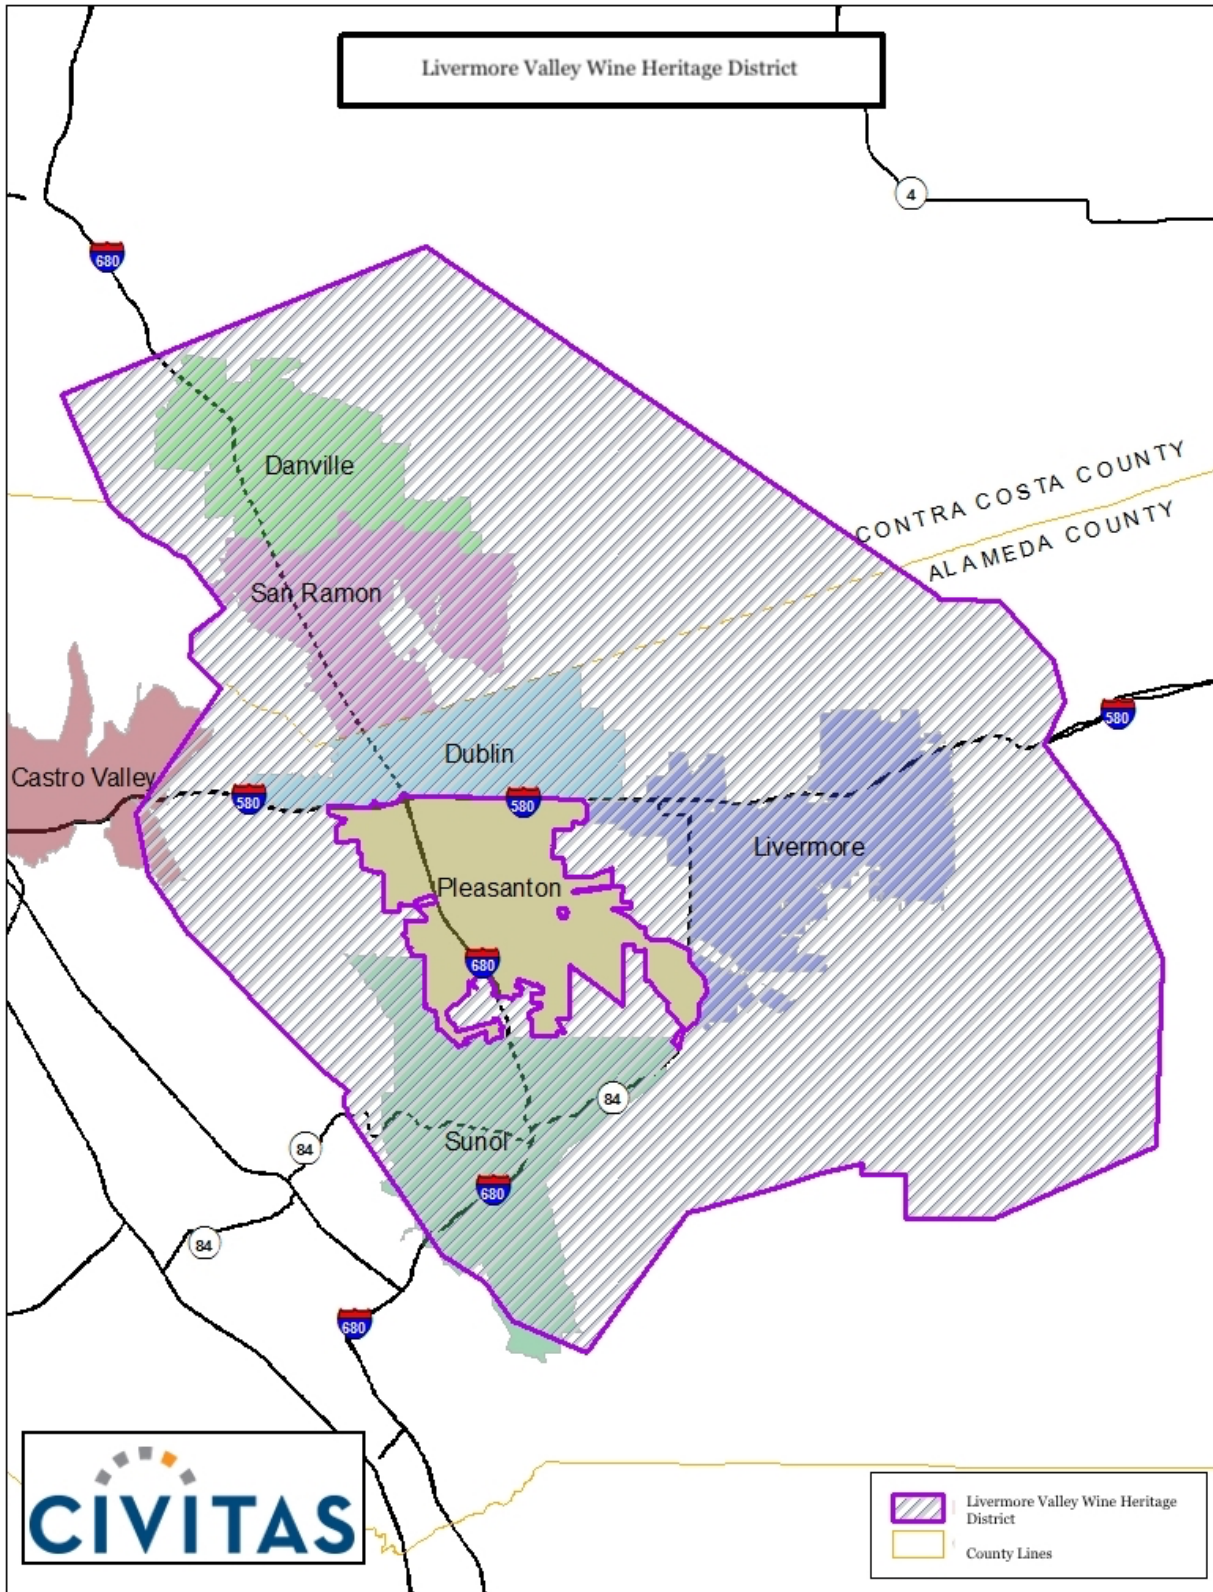 Livermore Valley Wine Heritage District
4
680
Danville
CONTRA COSTA COUNTY
ALAMEDA COUNTY
San Ramon
580
Dublin
Castro Valley
580
580
Livermore
Pleasanton
680
84
Sunol
84
680
84
680
CIVITAS
Livermore Valley Wine Heritage
District
County Lines